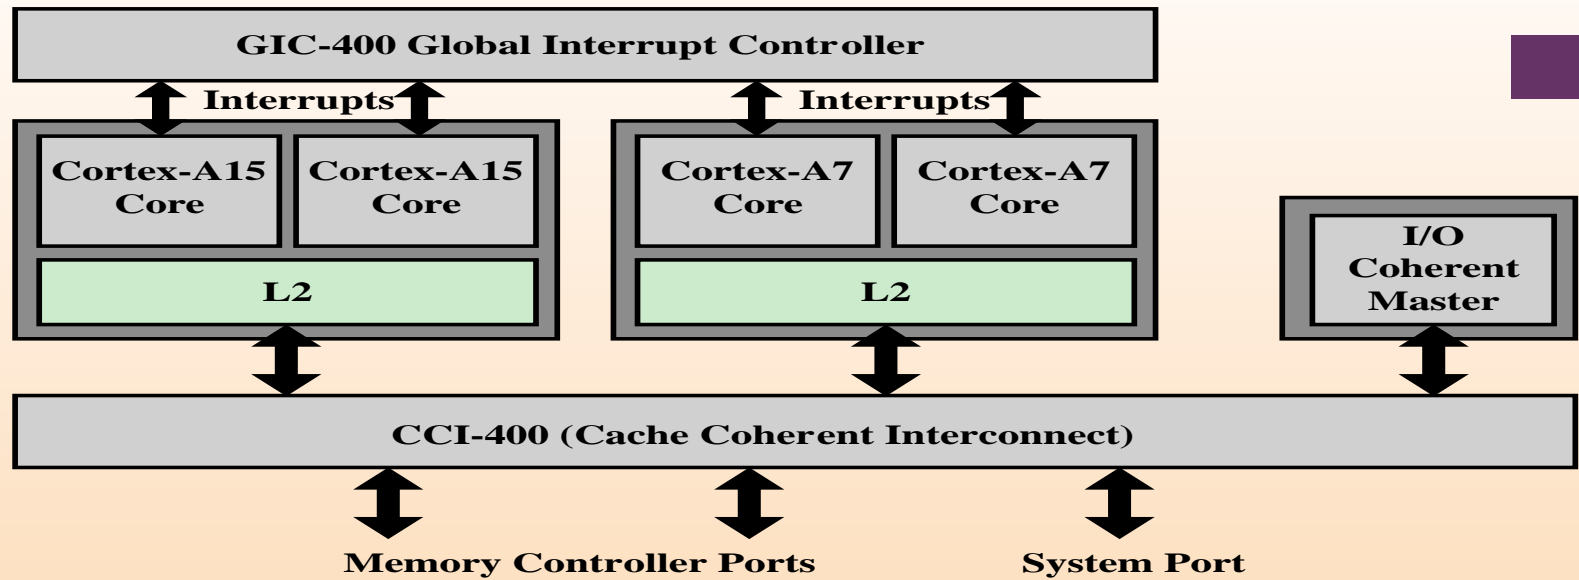 GIC-400 Global Interrupt Controller
Interrupts
Interrupts
Cortex-A15
Core
Cortex-A15
Core
Cortex-A7
Core
Cortex-A7
Core
L2
L2
I/O
Coherent
Master
CCI-400 (Cache Coherent Interconnect)
Memory Controller Ports
System Port